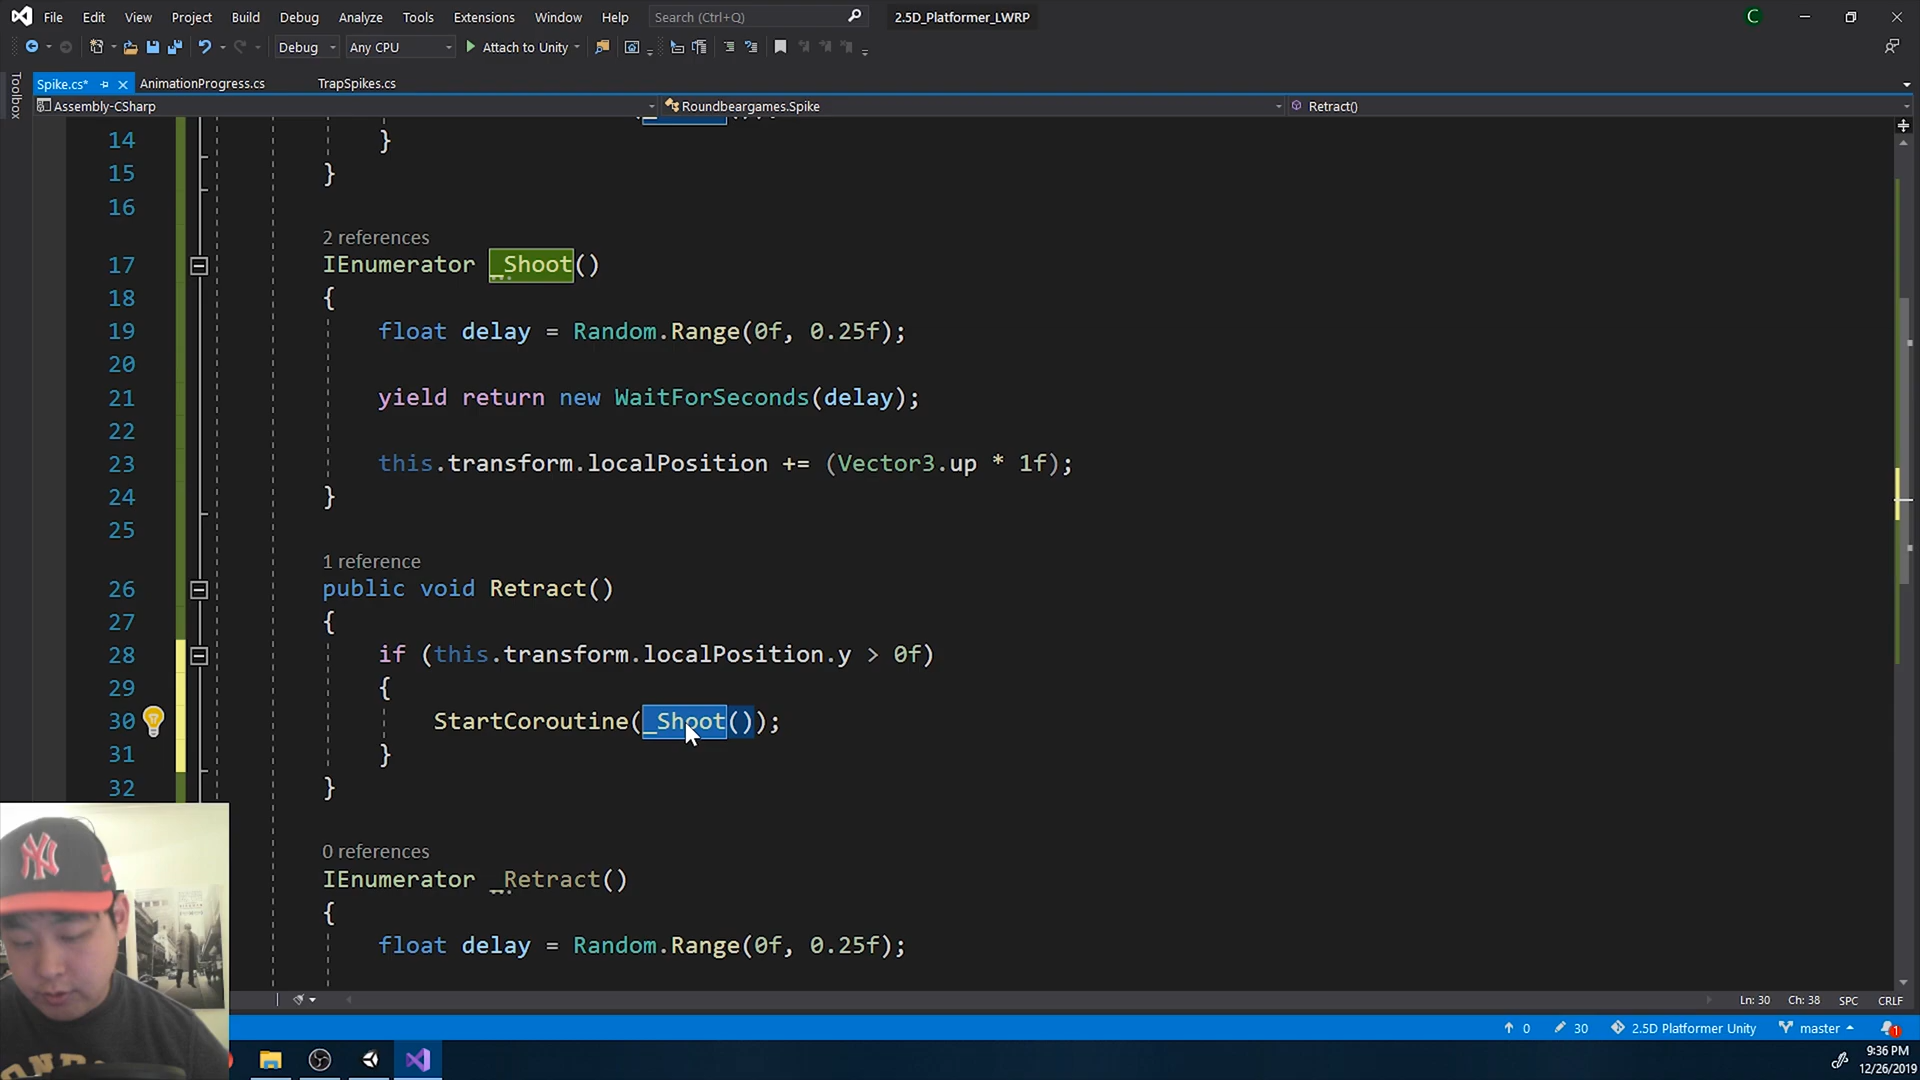 File Edit View Project Build Debug Analyze Tools Extensions Window Help Search (Ctrl+Q) 2.5D_Platformer_LWRP C
Debug Any CPU Attach to Unity
Toolbox
Spike.cs* AnimationProgress.cs TrapSpikes.cs
Assembly-CSharp Roundbeargames.Spike Retract()
14 }
15 }
16
2 references
17 IEnumerator _Shoot()
18 {
19 float delay = Random.Range(0f, 0.25f);
20
21 yield return new WaitForSeconds(delay);
22
23 this.transform.localPosition += (Vector3.up * 1f);
24 }
25
1 reference
26 public void Retract()
27 {
28 if (this.transform.localPosition.y > 0f)
29 {
30 StartCoroutine(_Shoot());
31 }
32 }
0 references
IEnumerator _Retract()
{
float delay = Random.Range(0f, 0.25f);
Ln: 30 Ch: 38 SPC CRLF
0 30 2.5D Platformer Unity master 1
9:36 PM
12/26/2019